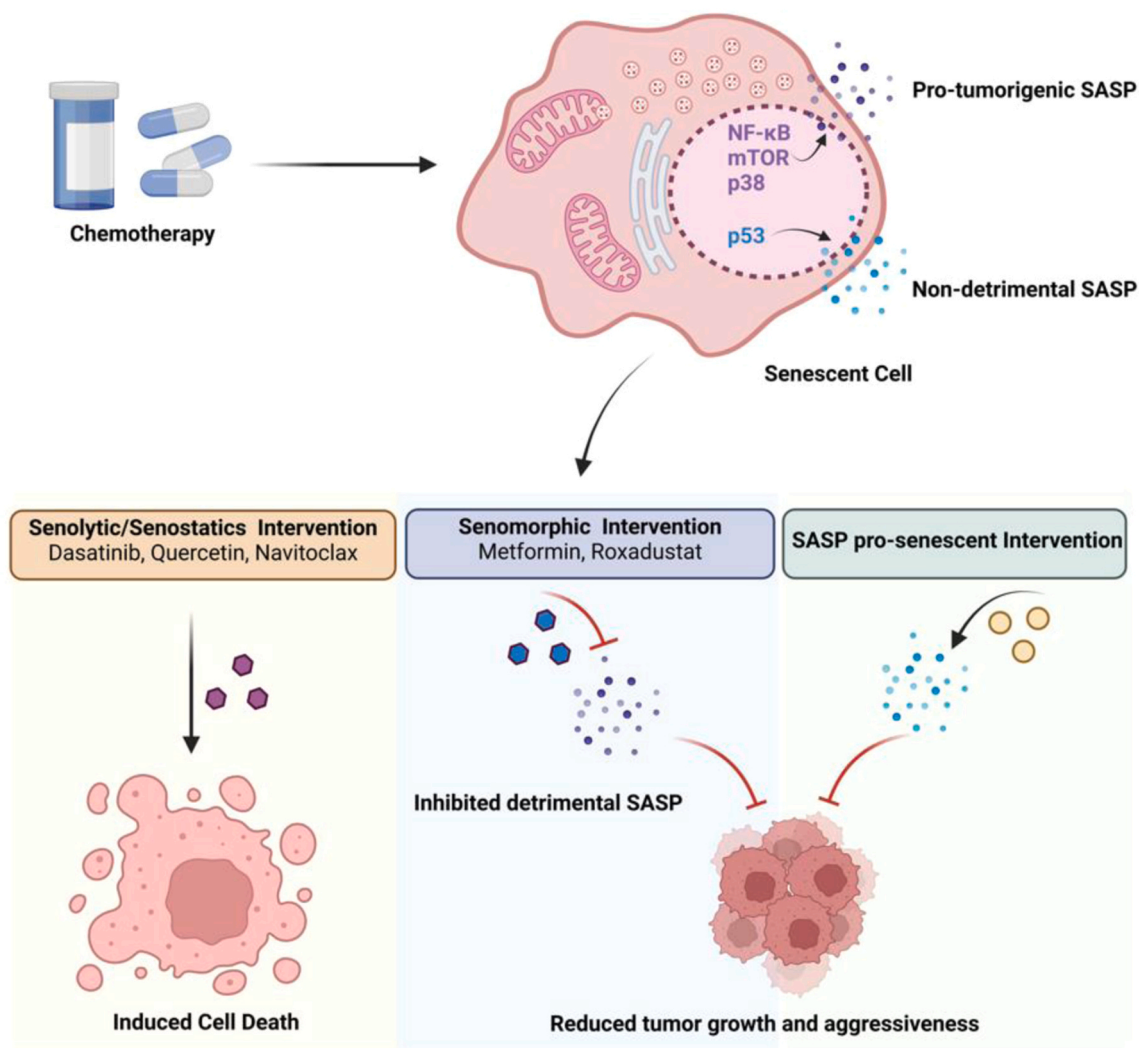 Pro-tumorigenic SASP
NF-κB
mTOR
p38
Chemotherapy
p53
Non-detrimental SASP
Senescent Cell
Senolytic/Senostatics Intervention
Dasatinib, Quercetin, Navitoclax
Senomorphic Intervention
Metformin, Roxadustat
SASP pro-senescent Intervention
Inhibited detrimental SASP
Induced Cell Death
Reduced tumor growth and aggressiveness